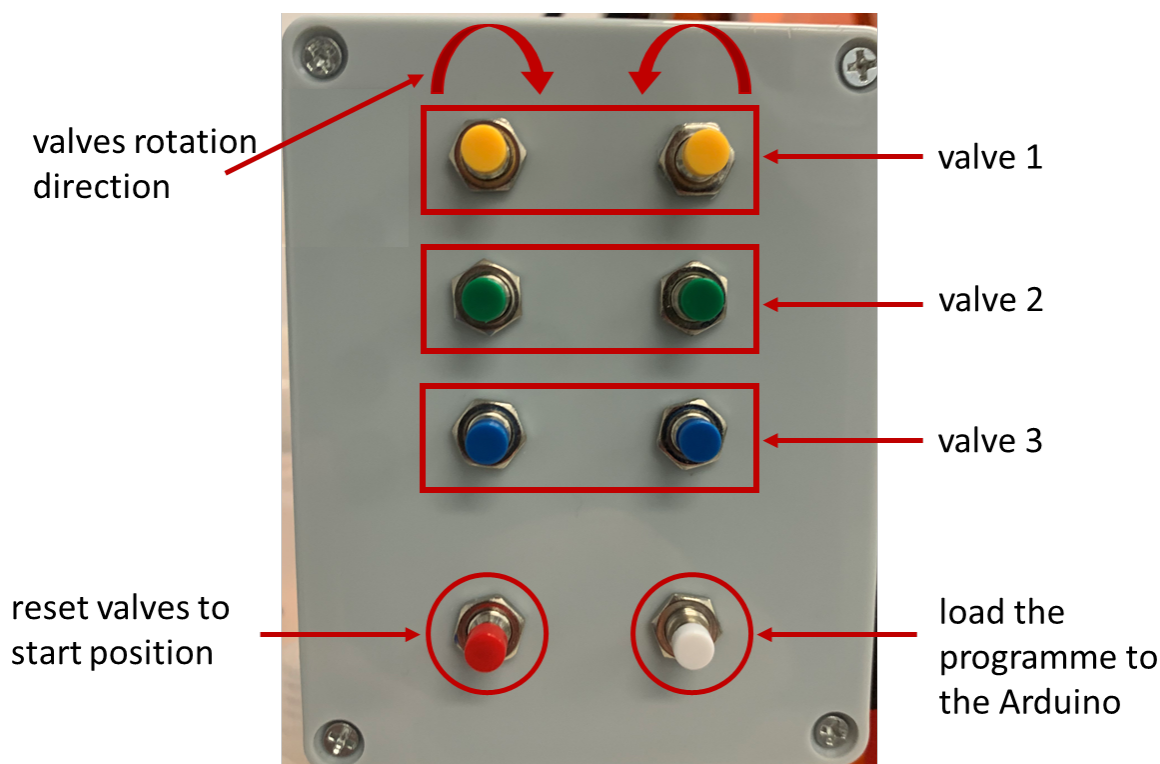 valves rotation
direction
valve 1
valve 2
valve 3
reset valves to
start position
load the
programme to
the Arduino